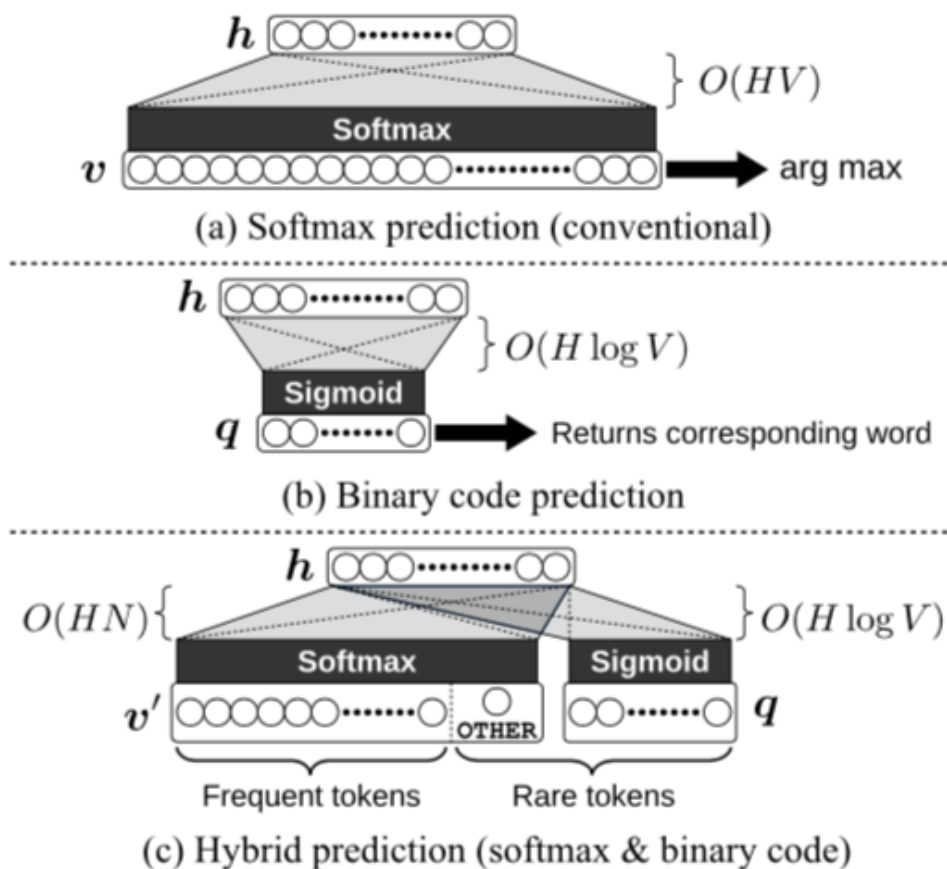 h
O(HV)
Softmax
v
arg max
(a) Softmax prediction (conventional)
h
O(H log V)
Sigmoid
q
Returns corresponding word
(b) Binary code prediction
h
O(HN)
O(H log V)
Softmax
Sigmoid
v′
OTHER
q
Frequent tokens
Rare tokens
(c) Hybrid prediction (softmax & binary code)